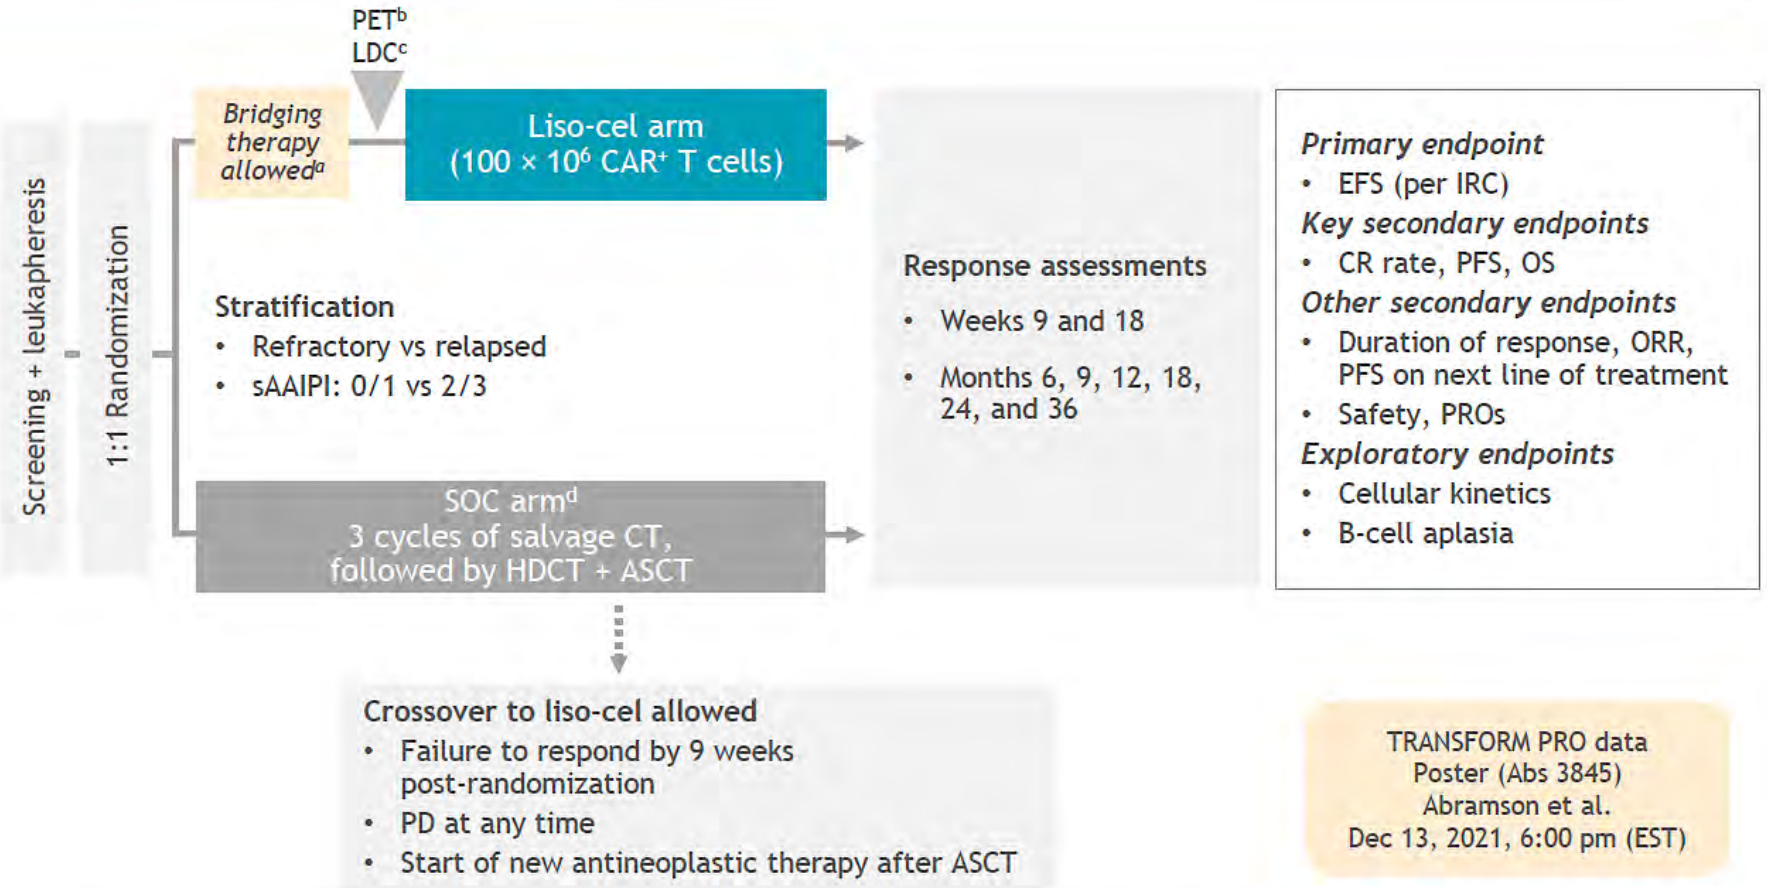 Screening + leukapheresis
1:1 Randomization
PETᵇ
LDCᶜ
Bridging
therapy
allowedᵃ
Liso-cel arm
(100 × 10⁶ CAR⁺ T cells)
Stratification
• Refractory vs relapsed
• sAAIPI: 0/1 vs 2/3
SOC armᵈ
3 cycles of salvage CT,
followed by HDCT + ASCT
Crossover to liso-cel allowed
• Failure to respond by 9 weeks
post-randomization
• PD at any time
• Start of new antineoplastic therapy after ASCT
Response assessments
• Weeks 9 and 18
• Months 6, 9, 12, 18,
24, and 36
Primary endpoint
• EFS (per IRC)
Key secondary endpoints
• CR rate, PFS, OS
Other secondary endpoints
• Duration of response, ORR,
PFS on next line of treatment
• Safety, PROs
Exploratory endpoints
• Cellular kinetics
• B-cell aplasia
TRANSFORM PRO data
Poster (Abs 3845)
Abramson et al.
Dec 13, 2021, 6:00 pm (EST)